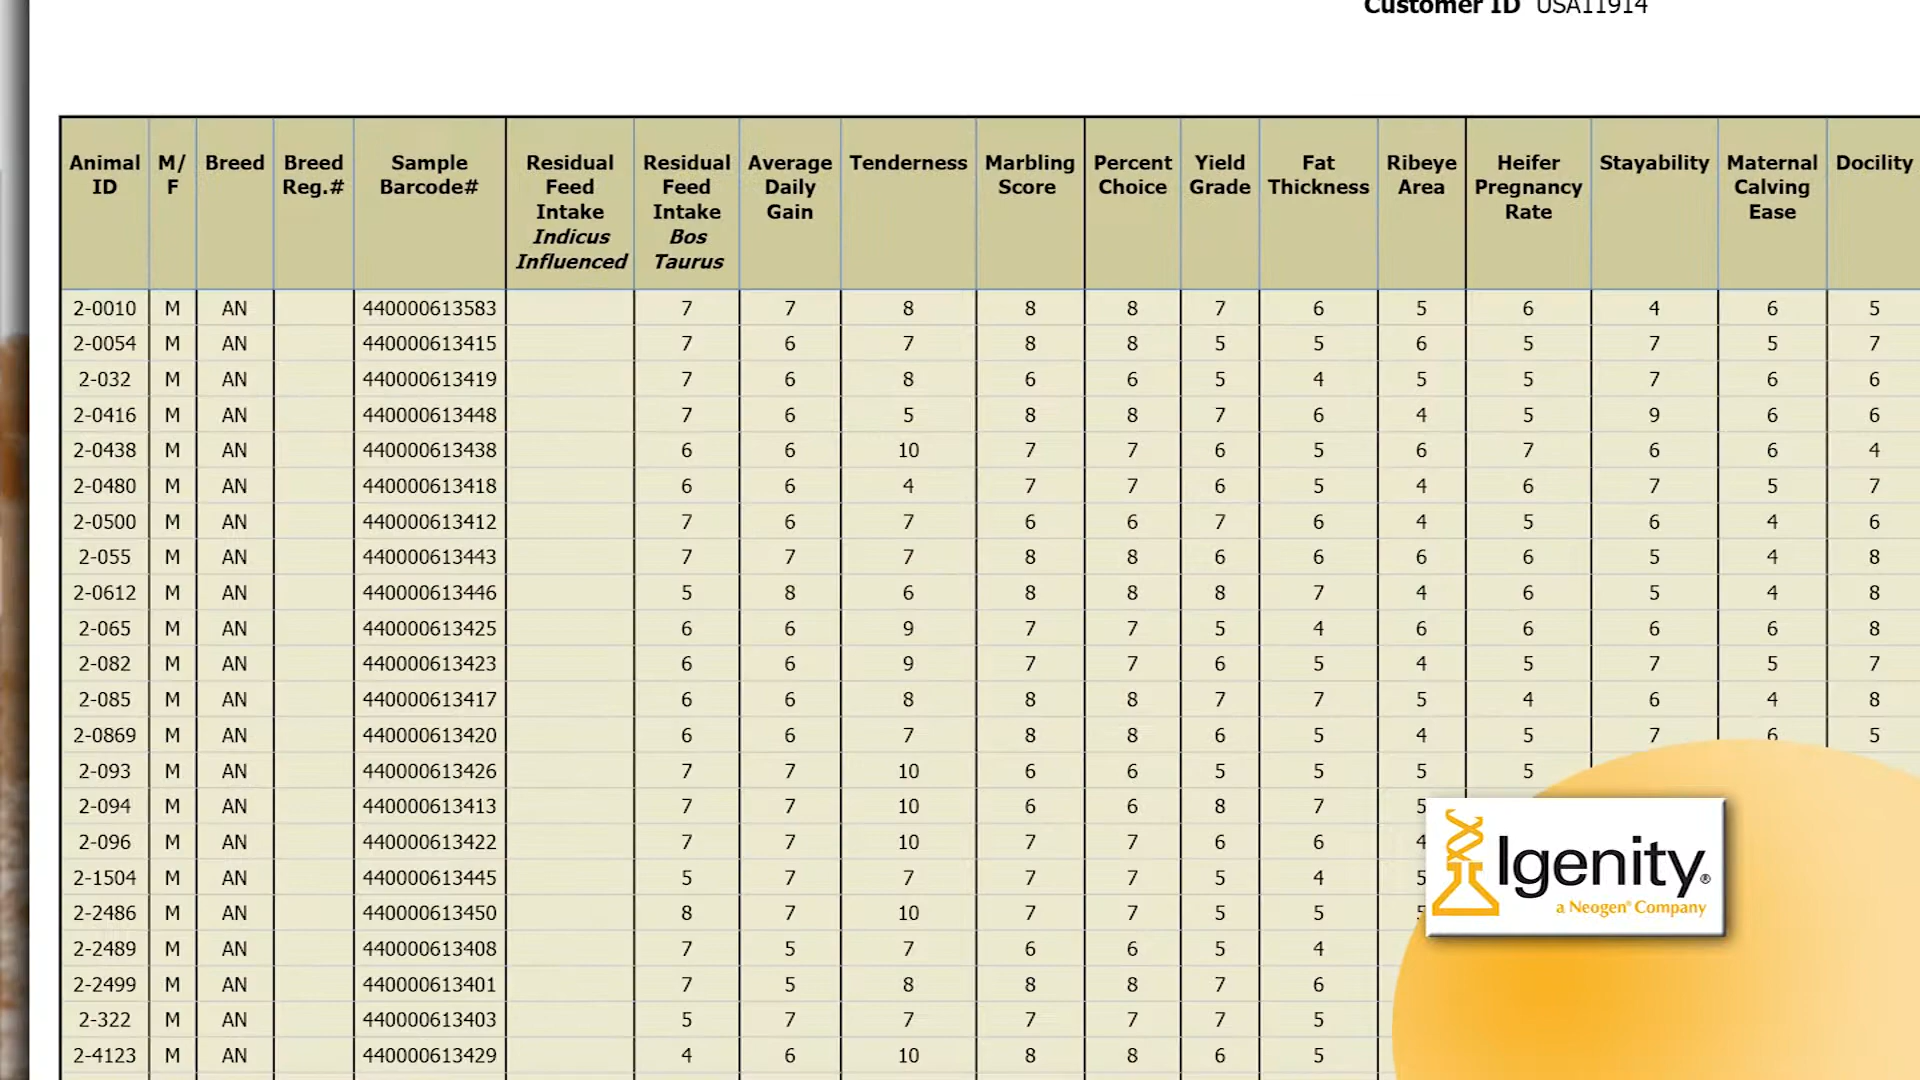 Customer ID USA11914
Animal ID M/F Breed Breed Reg.# Sample Barcode# Residual Feed Intake Indicus Influenced Residual Feed Intake Bos Taurus Average Daily Gain Tenderness Marbling Score Percent Choice Yield Grade Fat Thickness Ribeye Area Heifer Pregnancy Rate Stayability Maternal Calving Ease Docility
2-0010 M AN 440000613583 7 7 8 8 8 7 6 5 6 4 6 5
2-0054 M AN 440000613415 7 6 7 8 8 5 5 6 5 7 5 7
2-032 M AN 440000613419 7 6 8 6 6 5 4 5 5 7 6 6
2-0416 M AN 440000613448 7 6 5 8 8 7 6 4 5 9 6 6
2-0438 M AN 440000613438 6 6 10 7 7 6 5 6 7 6 6 4
2-0480 M AN 440000613418 6 6 4 7 7 6 5 4 6 7 5 7
2-0500 M AN 440000613412 7 6 7 6 6 7 6 4 5 6 4 6
2-055 M AN 440000613443 7 7 7 8 8 6 6 6 6 5 4 8
2-0612 M AN 440000613446 5 8 6 8 8 8 7 4 6 5 4 8
2-065 M AN 440000613425 6 6 9 7 7 5 4 6 6 6 6 8
2-082 M AN 440000613423 6 6 9 7 7 6 5 4 5 7 5 7
2-085 M AN 440000613417 6 6 8 8 8 7 7 5 4 6 4 8
2-0869 M AN 440000613420 6 6 7 8 8 6 5 4 5 7 6 5
2-093 M AN 440000613426 7 7 10 6 6 5 5 5 5
2-094 M AN 440000613413 7 7 10 6 6 8 7 5
2-096 M AN 440000613422 7 7 10 7 7 6 6 4
2-1504 M AN 440000613445 5 7 7 7 7 5 4 5
2-2486 M AN 440000613450 8 7 10 7 7 5 5 5
2-2489 M AN 440000613408 7 5 7 6 6 5 4
2-2499 M AN 440000613401 7 5 8 8 8 7 6
2-322 M AN 440000613403 5 7 7 7 7 7 5
2-4123 M AN 440000613429 4 6 10 8 8 6 5
Igenity®
a Neogen® Company